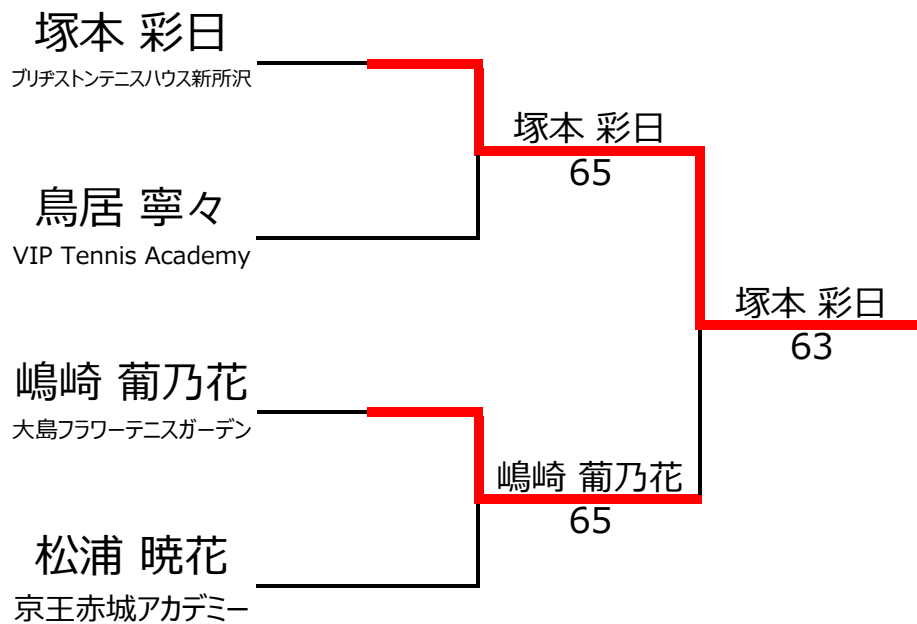 塚本 彩日
ブリヂストンテニスハウス新所沢
塚本 彩日
65
鳥居 寧々
VIP Tennis Academy
塚本 彩日
63
嶋崎 葡乃花
大島フラワーテニスガーデン
嶋崎 葡乃花
65
松浦 暁花
京王赤城アカデミー